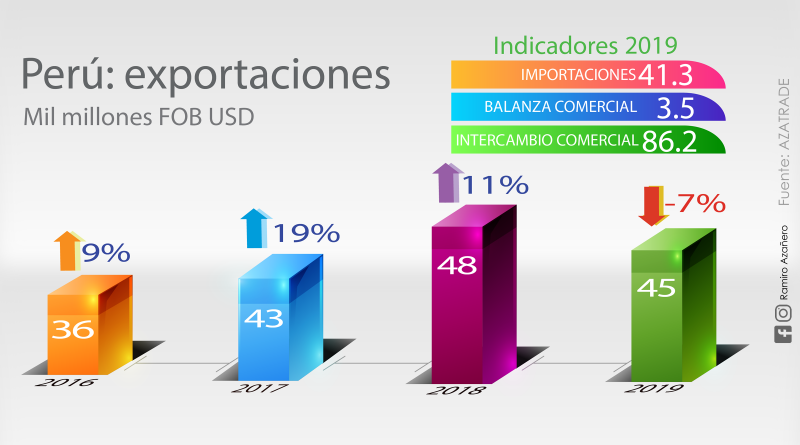 Perú: exportaciones
Mil millones FOB USD
Indicadores 2019
IMPORTACIONES 41.3
BALANZA COMERCIAL 3.5
INTERCAMBIO COMERCIAL 86.2
9%
19%
11%
-7%
36
43
48
45
2016
2017
2018
2019
Fuente: AZATRADE
Ramiro Azañero